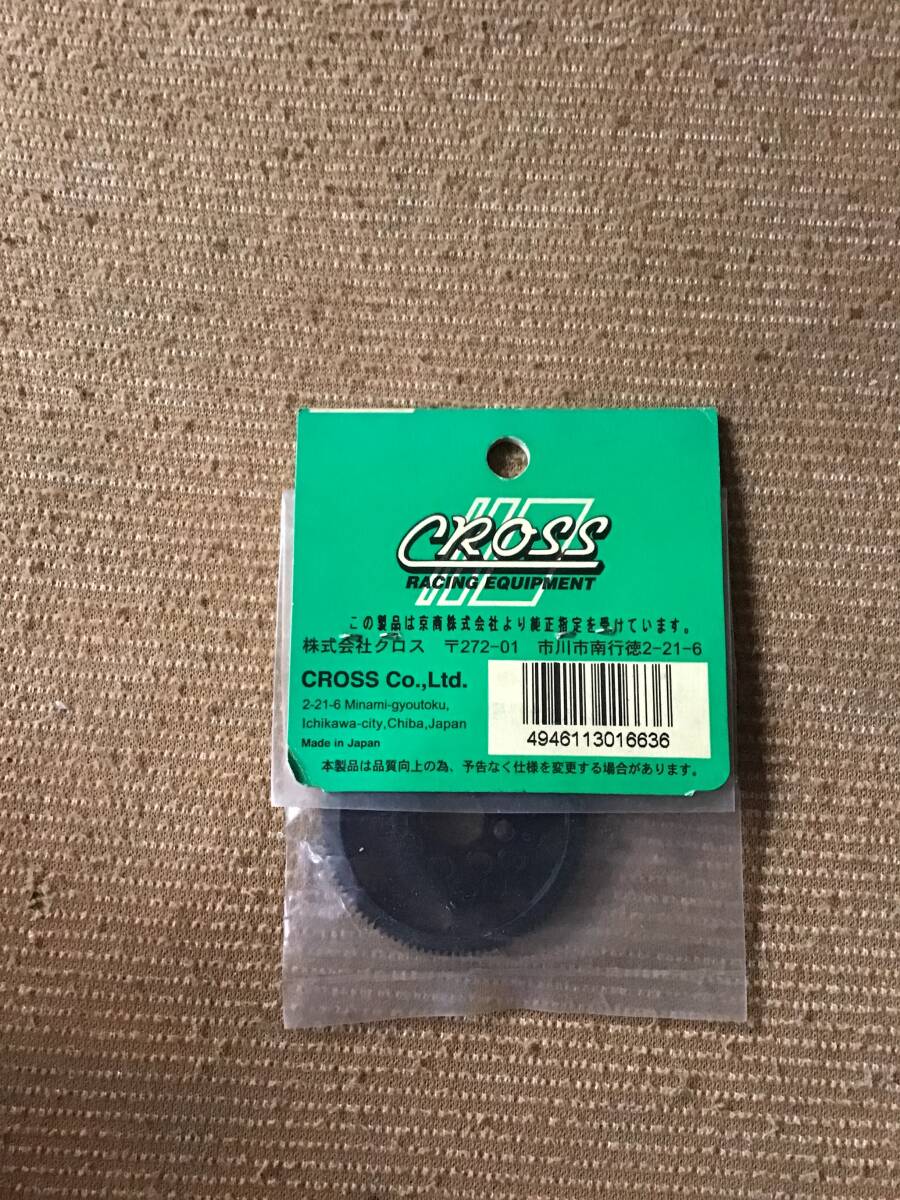 CROSS
RACING EQUIPMENT
この製品は京商株式会社より純正指定を受けています。
株式会社クロス 〒272-01 市川市南行徳2-21-6
CROSS Co.,Ltd.
2-21-6 Minami-gyoutoku,
Ichikawa-city,Chiba,Japan
Made in Japan
4946113016636
本製品は品質向上の為、予告なく仕様を変更する場合があります。